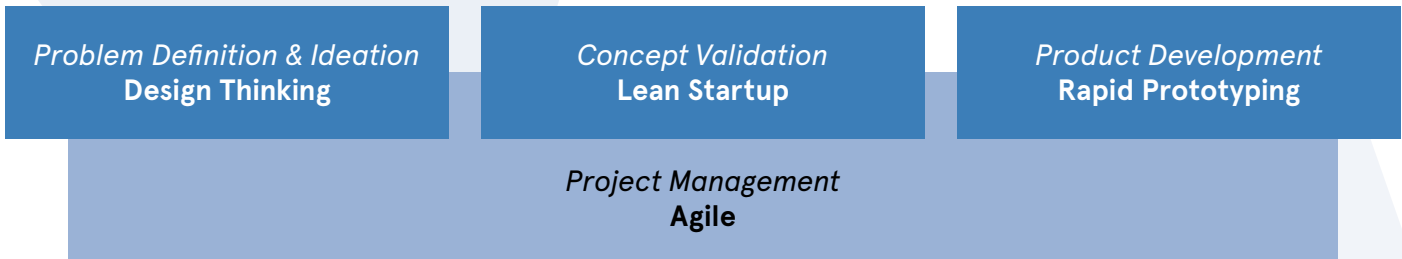 Problem Definition & Ideation
Design Thinking
Concept Validation
Lean Startup
Product Development
Rapid Prototyping
Project Management
Agile